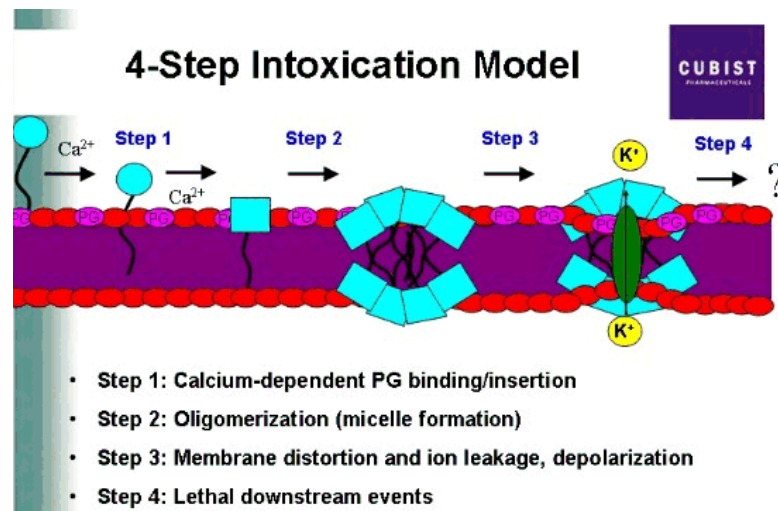 4-Step Intoxication Model
CUBIST
PHARMACEUTICALS
Ca²⁺ Step 1 Step 2 Step 3 K⁺ Step 4
Ca²⁺ ?
PG PG PG PG PG PG PG PG PG
K⁺
• Step 1: Calcium-dependent PG binding/insertion
• Step 2: Oligomerization (micelle formation)
• Step 3: Membrane distortion and ion leakage, depolarization
• Step 4: Lethal downstream events